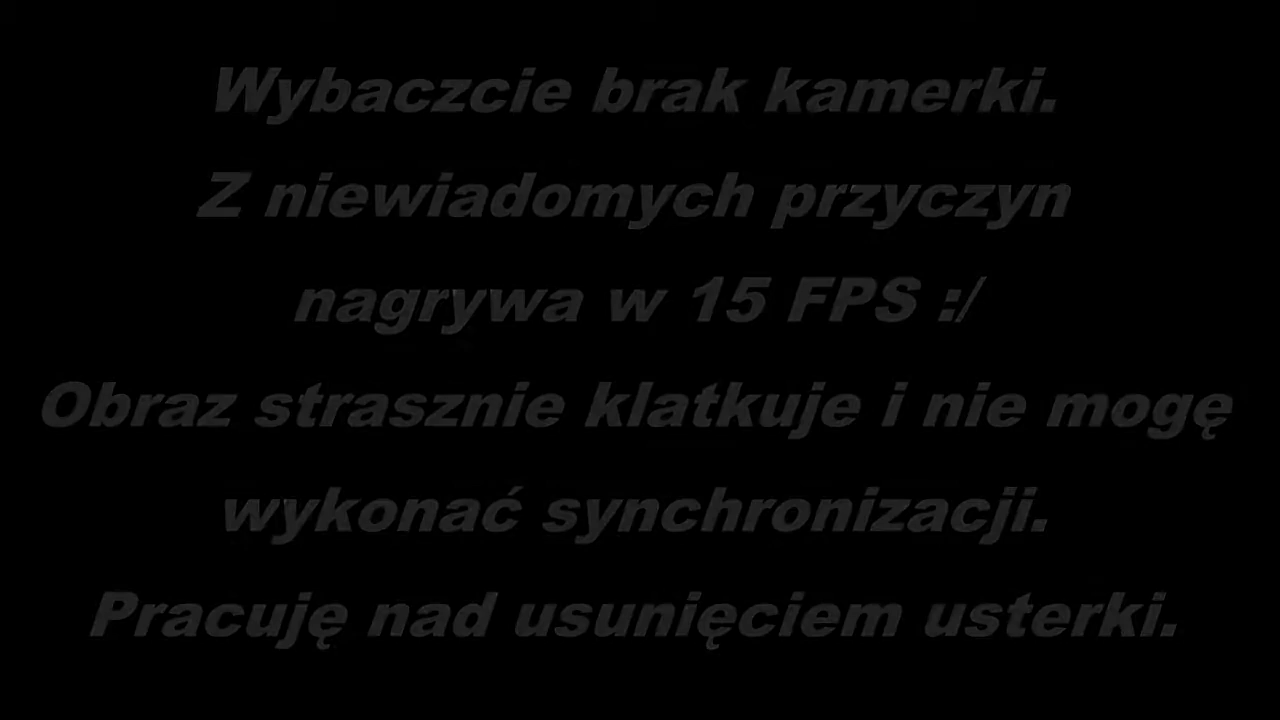 Wybaczcie brak kamerki.
Z niewiadomych przyczyn
nagrywa w 15 FPS :/
Obraz strasznie klatkuje i nie mogę
wykonać synchronizacji.
Pracuję nad usunięciem usterki.